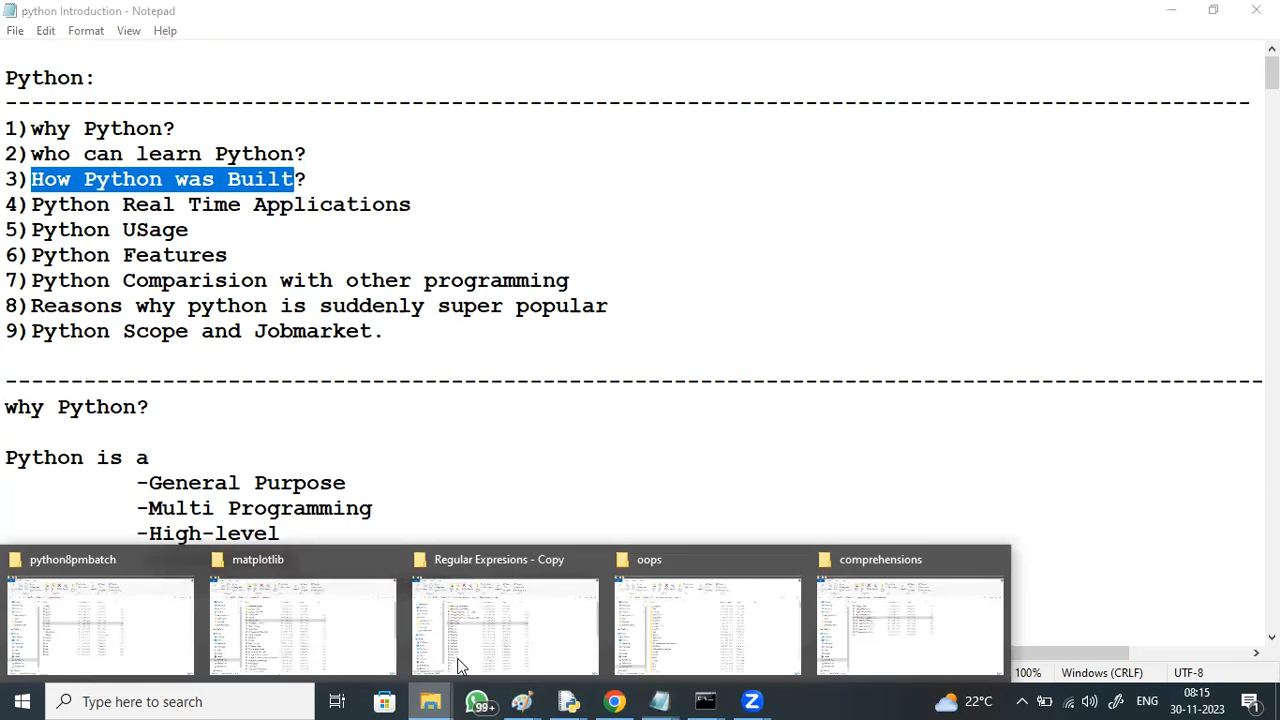 python Introduction - Notepad
File Edit Format View Help
Python:
-----------------------------------------------------------------------------------------------
1)why Python?
2)who can learn Python?
3)How Python was Built?
4)Python Real Time Applications
5)Python USage
6)Python Features
7)Python Comparision with other programming
8)Reasons why python is suddenly super popular
9)Python Scope and Jobmarket.
------------------------------------------------------------------------------------------------
why Python?
Python is a
-General Purpose
-Multi Programming
-High-level
python8pmbatch matplotlib Regular Expresions - Copy oops comprehensions
100% Windows (CRLF) UTF-8
Type here to search 99+ 22°C ENG 08:15 30-11-2023 1